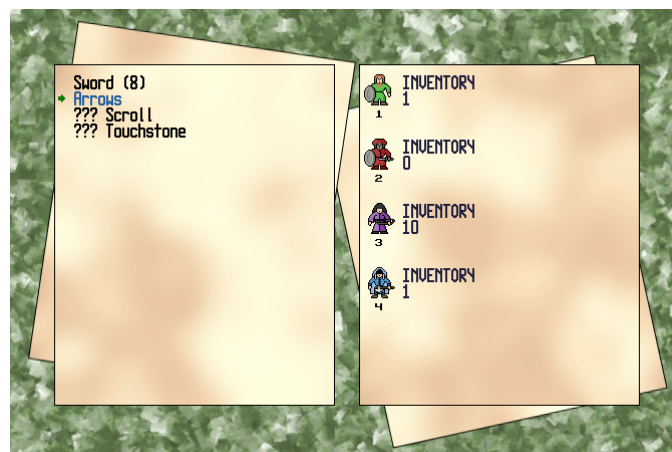 Sword (8)
Arrows
??? Scroll
??? Touchstone
INVENTORY
1
1
INVENTORY
0
2
INVENTORY
10
3
INVENTORY
1
4